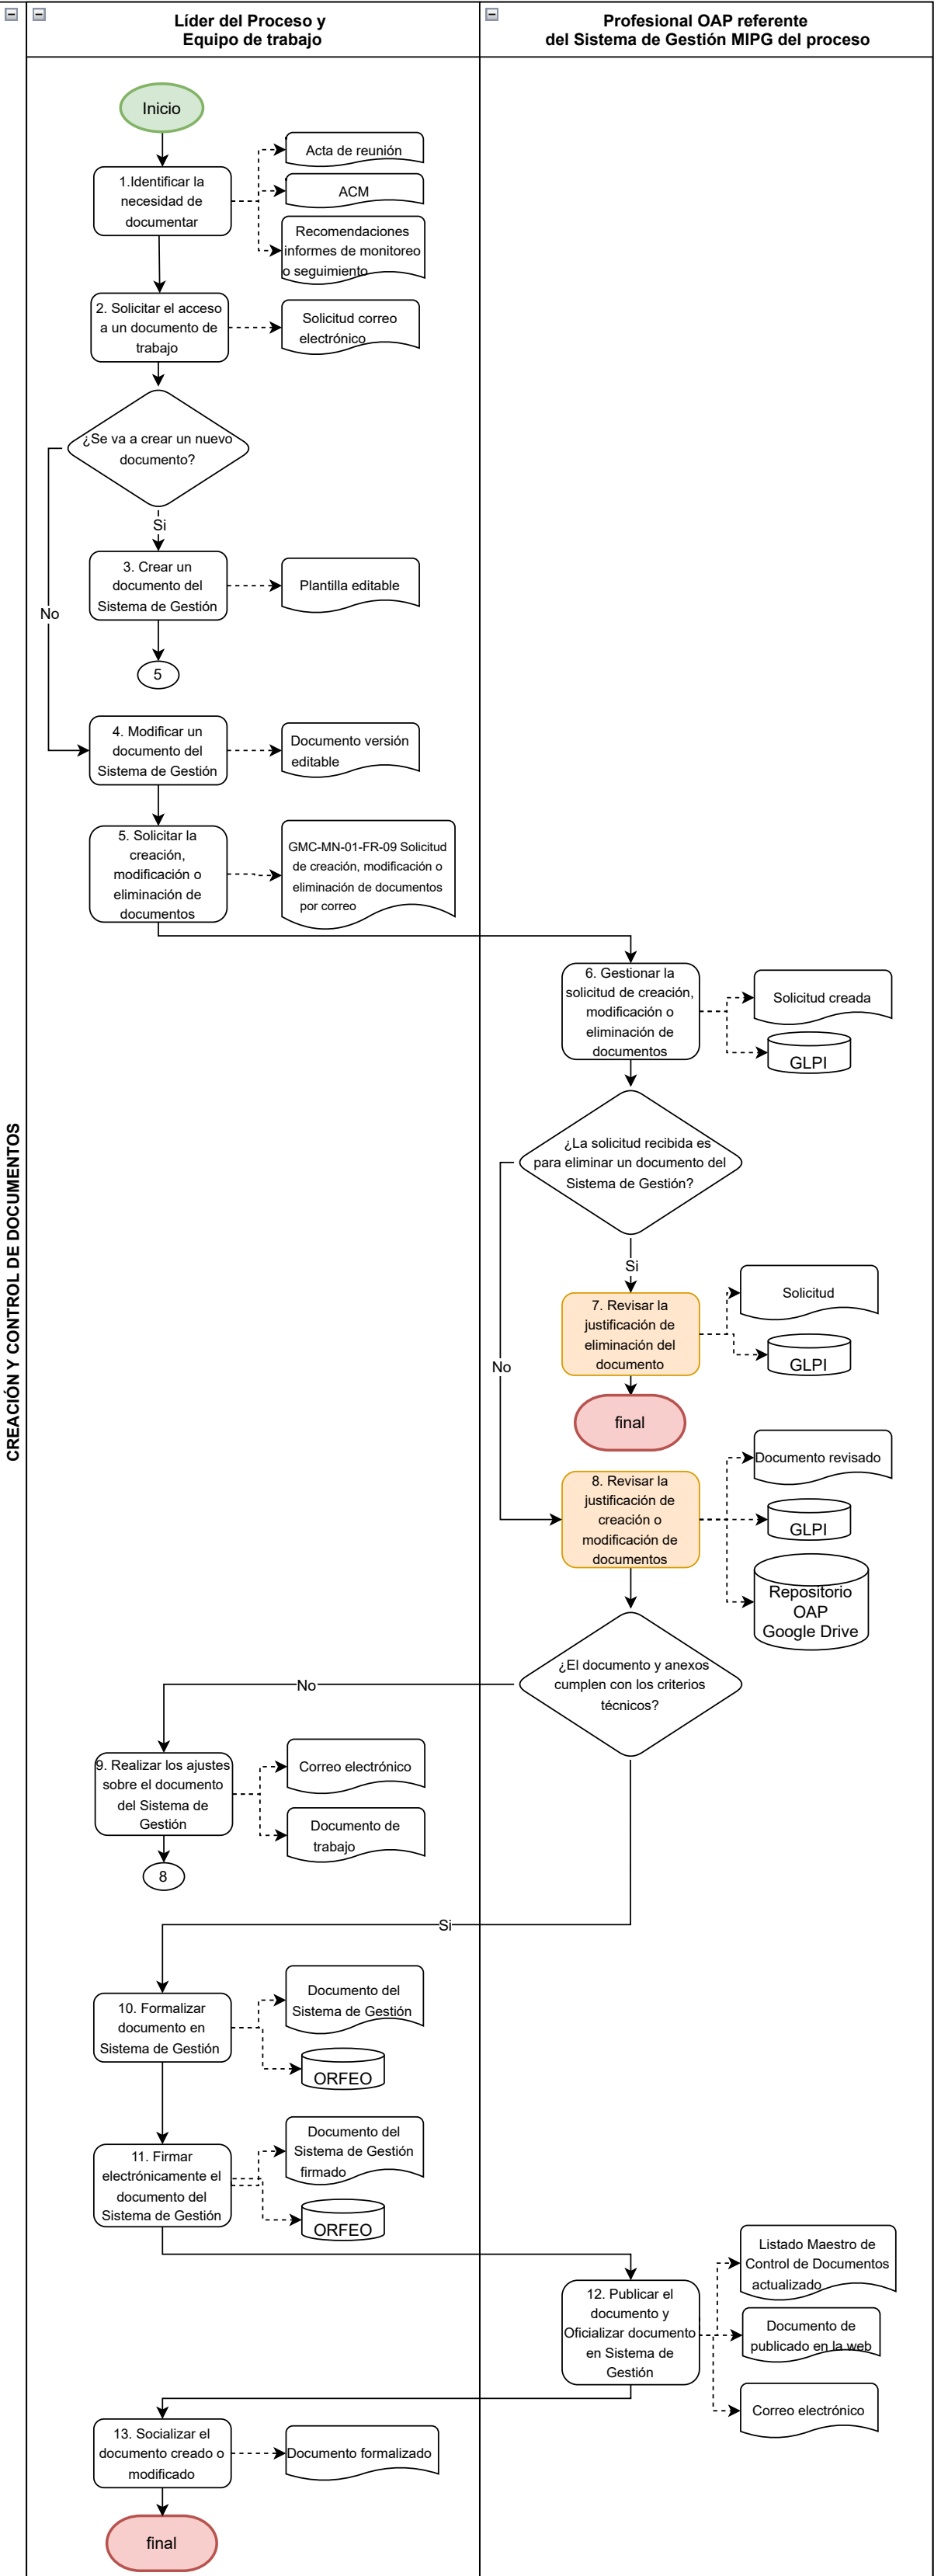 Líder del Proceso y
Equipo de trabajo
Profesional OAP referente
del Sistema de Gestión MIPG del proceso
CREACIÓN Y CONTROL DE DOCUMENTOS
Inicio
1.Identificar la
necesidad de
documentar
Acta de reunión
ACM
Recomendaciones
informes de monitoreo
o seguimiento
2. Solicitar el acceso
a un documento de
trabajo
Solicitud correo
electrónico
¿Se va a crear un nuevo
documento?
Si
No
3. Crear un
documento del
Sistema de Gestión
Plantilla editable
5
4. Modificar un
documento del
Sistema de Gestión
Documento versión
editable
5. Solicitar la
creación,
modificación o
eliminación de
documentos
GMC-MN-01-FR-09 Solicitud
de creación, modificación o
eliminación de documentos
por correo
6. Gestionar la
solicitud de creación,
modificación o
eliminación de
documentos
Solicitud creada
GLPI
¿La solicitud recibida es
para eliminar un documento del
Sistema de Gestión?
Si
No
7. Revisar la
justificación de
eliminación del
documento
Solicitud
GLPI
final
8. Revisar la
justificación de
creación o
modificación de
documentos
Documento revisado
GLPI
Repositorio
OAP
Google Drive
¿El documento y anexos
cumplen con los criterios
técnicos?
No
9. Realizar los ajustes
sobre el documento
del Sistema de
Gestión
Correo electrónico
Documento de
trabajo
8
Si
10. Formalizar
documento en
Sistema de Gestión
Documento del
Sistema de Gestión
ORFEO
11. Firmar
electrónicamente el
documento del
Sistema de Gestión
Documento del
Sistema de Gestión
firmado
ORFEO
12. Publicar el
documento y
Oficializar documento
en Sistema de
Gestión
Listado Maestro de
Control de Documentos
actualizado
Documento de
publicado en la web
Correo electrónico
13. Socializar el
documento creado o
modificado
Documento formalizado
final